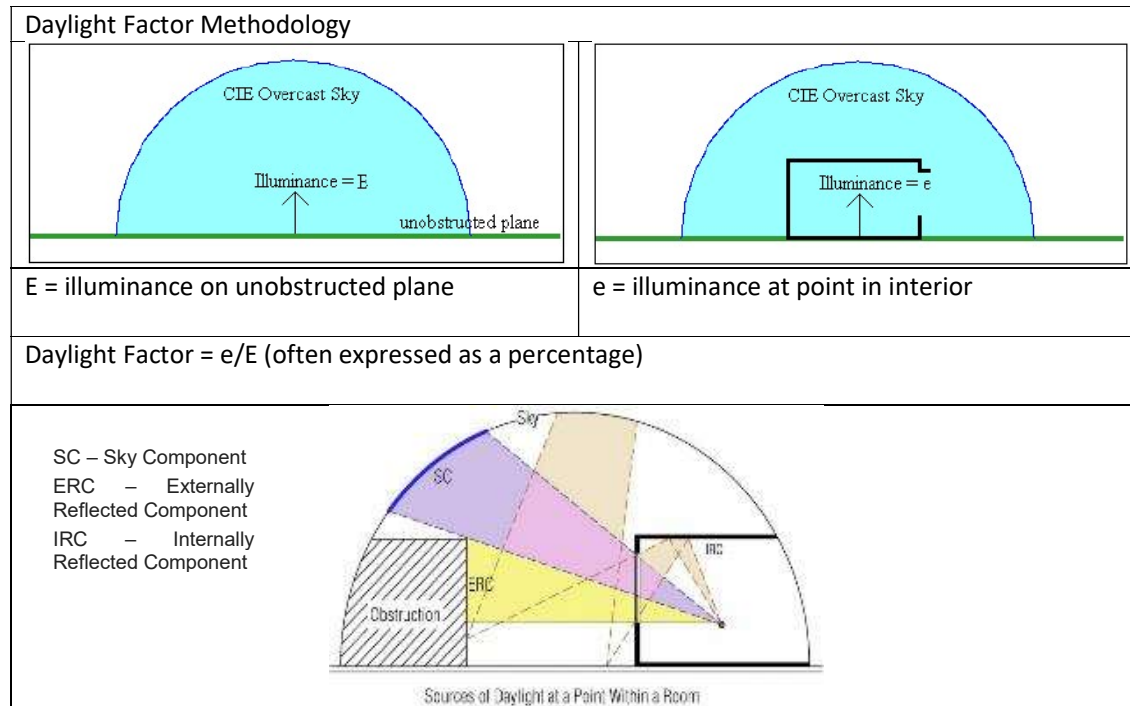 Daylight Factor Methodology
CIE Overcast Sky
Illuminance = E
unobstructed plane
CIE Overcast Sky
Illuminance = e
E = illuminance on unobstructed plane
e = illuminance at point in interior
Daylight Factor = e/E (often expressed as a percentage)
SC – Sky Component
ERC – Externally
Reflected Component
IRC – Internally
Reflected Component
Sky
SC
IRC
ERC
Obstruction
Sources of Daylight at a Point Within a Room